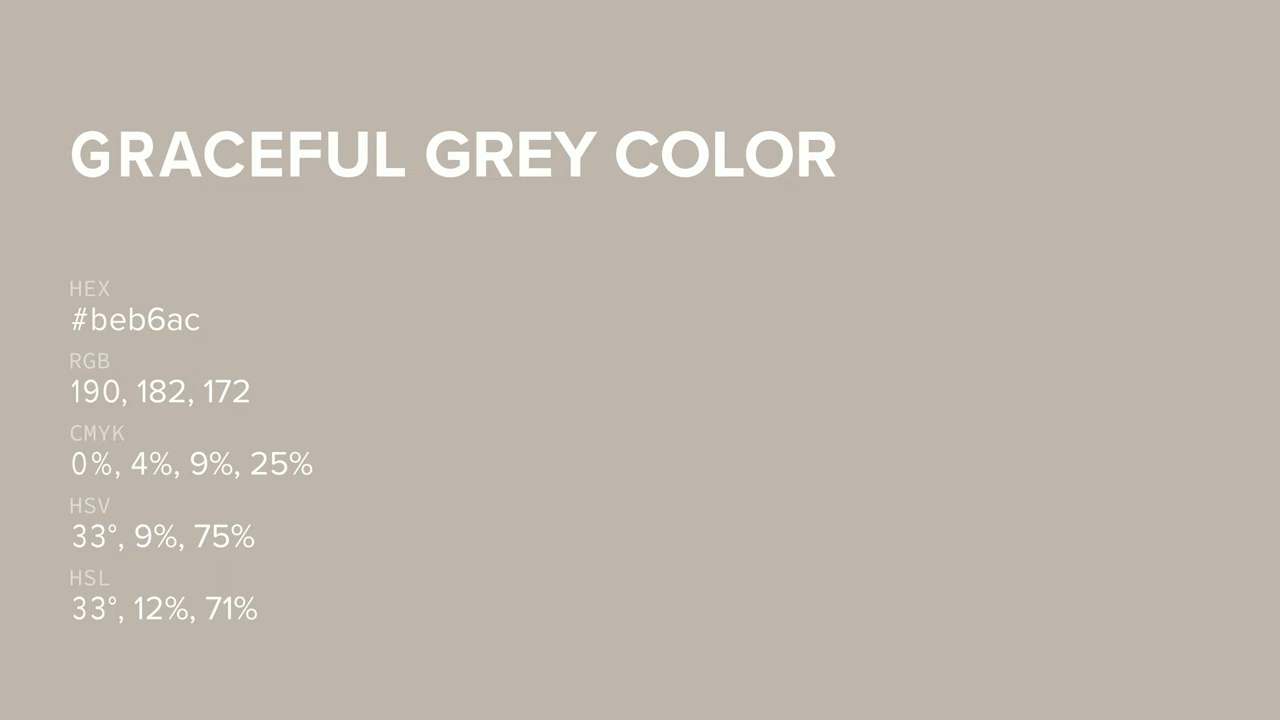 GRACEFUL GREY COLOR
HEX
#beb6ac
RGB
190, 182, 172
CMYK
0%, 4%, 9%, 25%
HSV
33°, 9%, 75%
HSL
33°, 12%, 71%